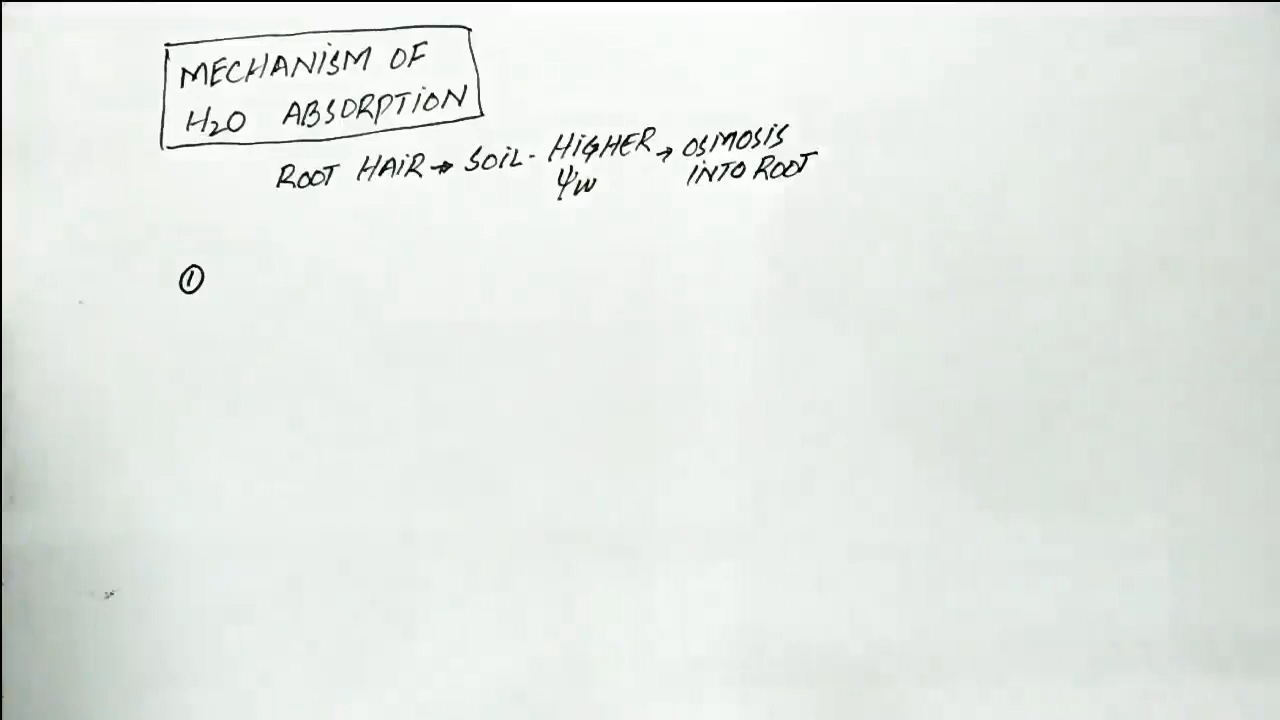 MECHANISM OF
H2O ABSORPTION
ROOT HAIR → SOIL - HIGHER → OSMOSIS
Ψw INTO ROOT
①